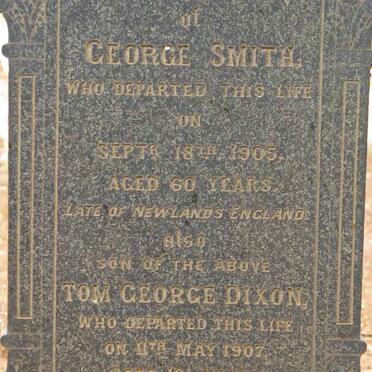 of
GEORGE SMITH.
WHO DEPARTED THIS LIFE
ON
SEPTR 18TH 1905.
AGED 60 YEARS.
LATE OF NEWLANDS ENGLAND.
also
SON OF THE ABOVE
TOM GEORGE DIXON,
WHO DEPARTED THIS LIFE
ON 11TH MAY 1907.